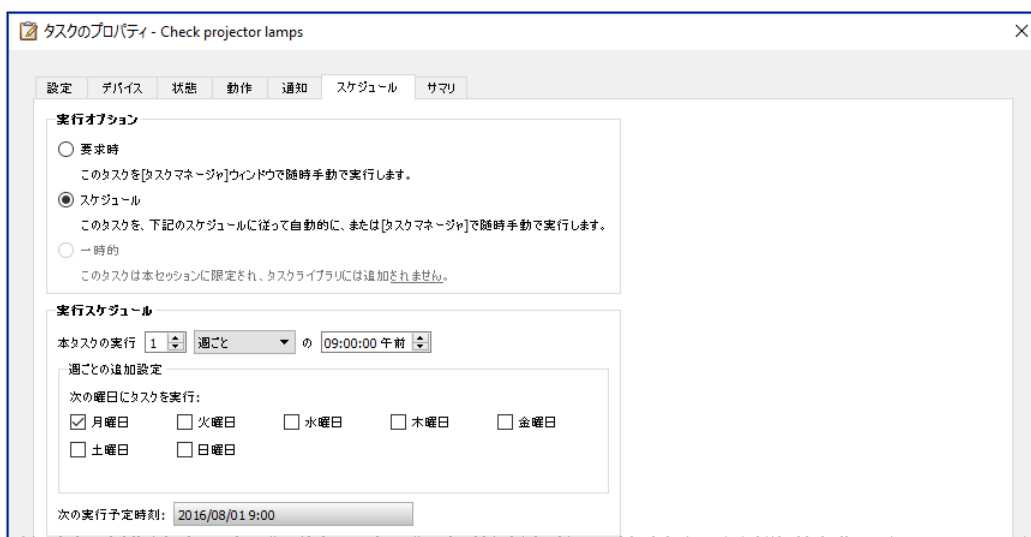 タスクのプロパティ - Check projector lamps
設定 デバイス 状態 動作 通知 スケジュール サマリ
実行オプション
要求時
このタスクを[タスクマネージャ]ウィンドウで随時手動で実行します。
スケジュール
このタスクを、下記のスケジュールに従って自動的に、または[タスクマネージャ]で随時手動で実行します。
一時的
このタスクは本セッションに限定され、タスクライブラリには追加されません。
実行スケジュール
本タスクの実行 1 週ごと の 09:00:00 午前
週ごとの追加設定
次の曜日にタスクを実行:
月曜日 火曜日 水曜日 木曜日 金曜日
土曜日 日曜日
次の実行予定時刻: 2016/08/01 9:00